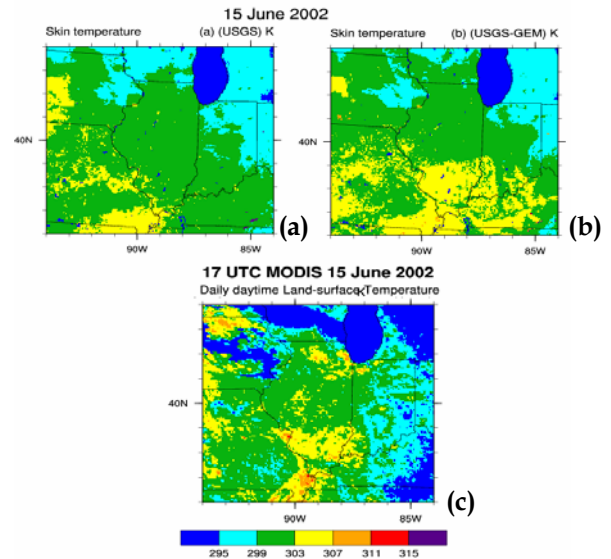 15 June 2002
Skin temperature (a) (USGS) K
Skin temperature (b) (USGS-GEM) K
40N
40N
90W 85W
90W 85W
(a)
(b)
17 UTC MODIS 15 June 2002
Daily daytime Land-surface Temperature
K
40N
90W 85W
(c)
295 299 303 307 311 315